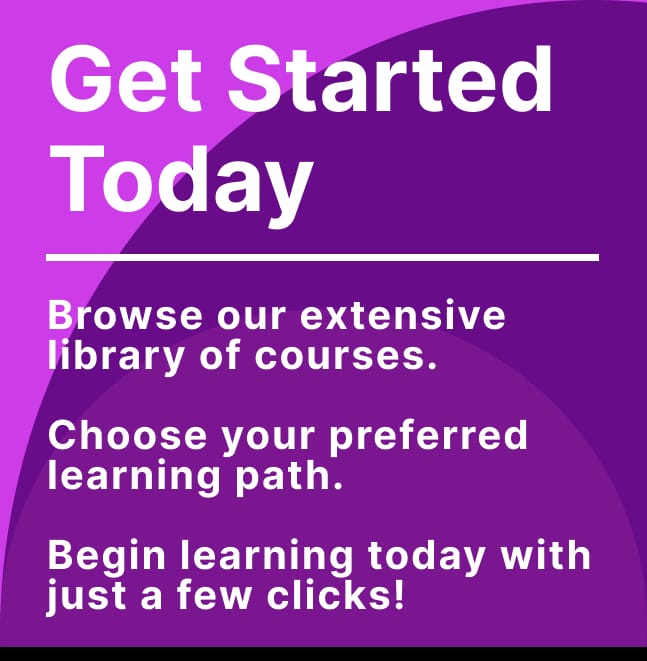 Get Started
Today
Browse our extensive
library of courses.
Choose your preferred
learning path.
Begin learning today with
just a few clicks!